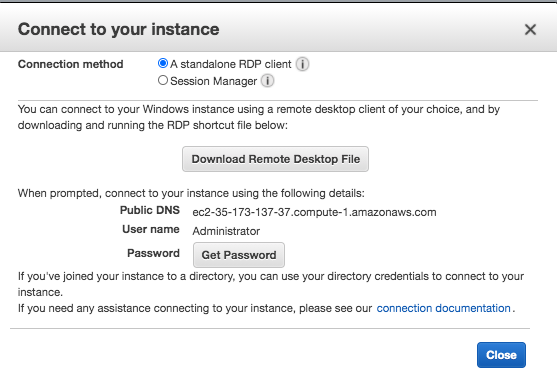 Connect to your instance
Connection method
A standalone RDP client
Session Manager
You can connect to your Windows instance using a remote desktop client of your choice, and by
downloading and running the RDP shortcut file below:
Download Remote Desktop File
When prompted, connect to your instance using the following details:
Public DNS ec2-35-173-137-37.compute-1.amazonaws.com
User name Administrator
Password Get Password
If you've joined your instance to a directory, you can use your directory credentials to connect to your
instance.
If you need any assistance connecting to your instance, please see our connection documentation.
Close